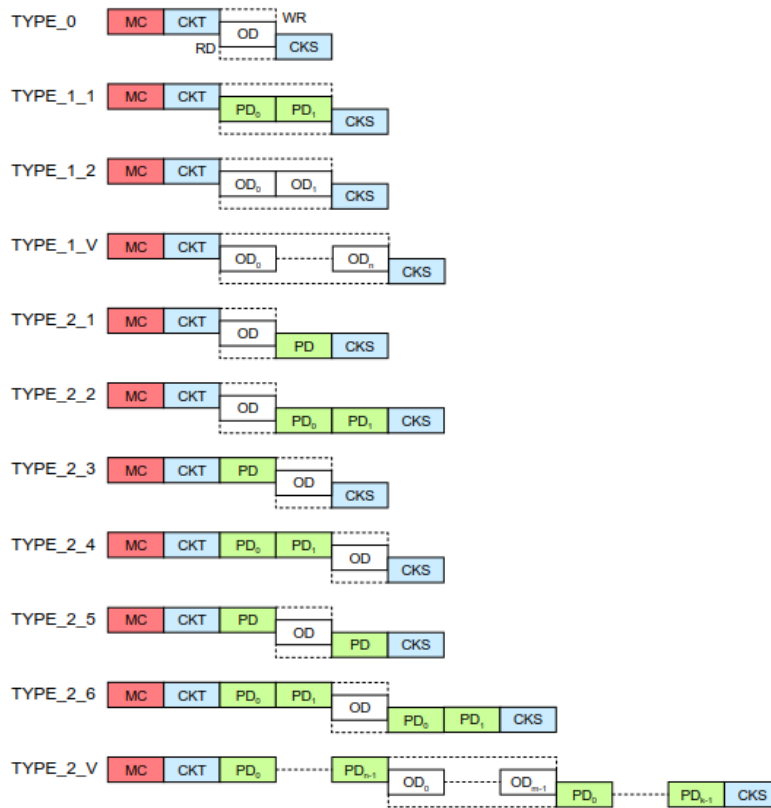 TYPE_0 MC CKT OD WR
RD CKS
TYPE_1_1 MC CKT PD₀ PD₁ CKS
TYPE_1_2 MC CKT OD₀ OD₁ CKS
TYPE_1_V MC CKT OD₀ ODₙ CKS
TYPE_2_1 MC CKT OD PD CKS
TYPE_2_2 MC CKT OD PD₀ PD₁ CKS
TYPE_2_3 MC CKT PD OD CKS
TYPE_2_4 MC CKT PD₀ PD₁ OD CKS
TYPE_2_5 MC CKT PD OD PD CKS
TYPE_2_6 MC CKT PD₀ PD₁ OD PD₀ PD₁ CKS
TYPE_2_V MC CKT PD₀ PDₙ₋₁ OD₀ ODₘ₋₁ PD₀ PDₖ₋₁ CKS